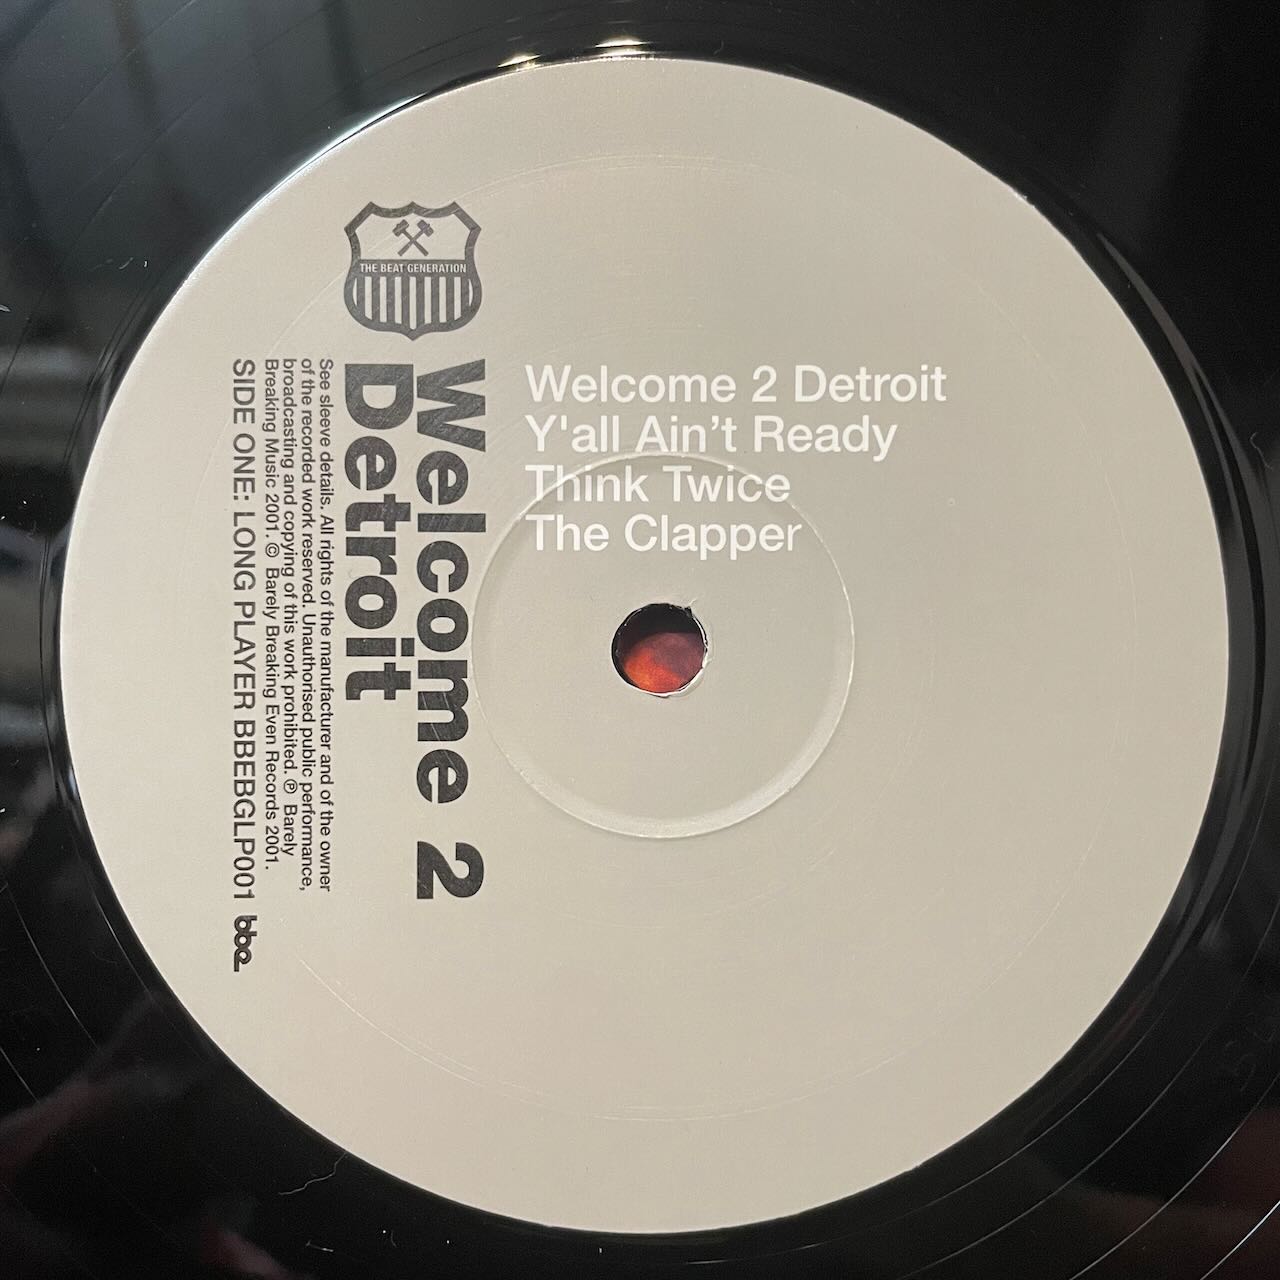 THE BEAT GENERATION
Welcome 2
Detroit
See sleeve details. All rights of the manufacturer and of the owner
of the recorded work reserved. Unauthorised public performance,
broadcasting and copying of this work prohibited. ℗ Barely
Breaking Music 2001. © Barely Breaking Even Records 2001.
SIDE ONE: LONG PLAYER BBEBGLP001 bbe
Welcome 2 Detroit
Y'all Ain’t Ready
Think Twice
The Clapper